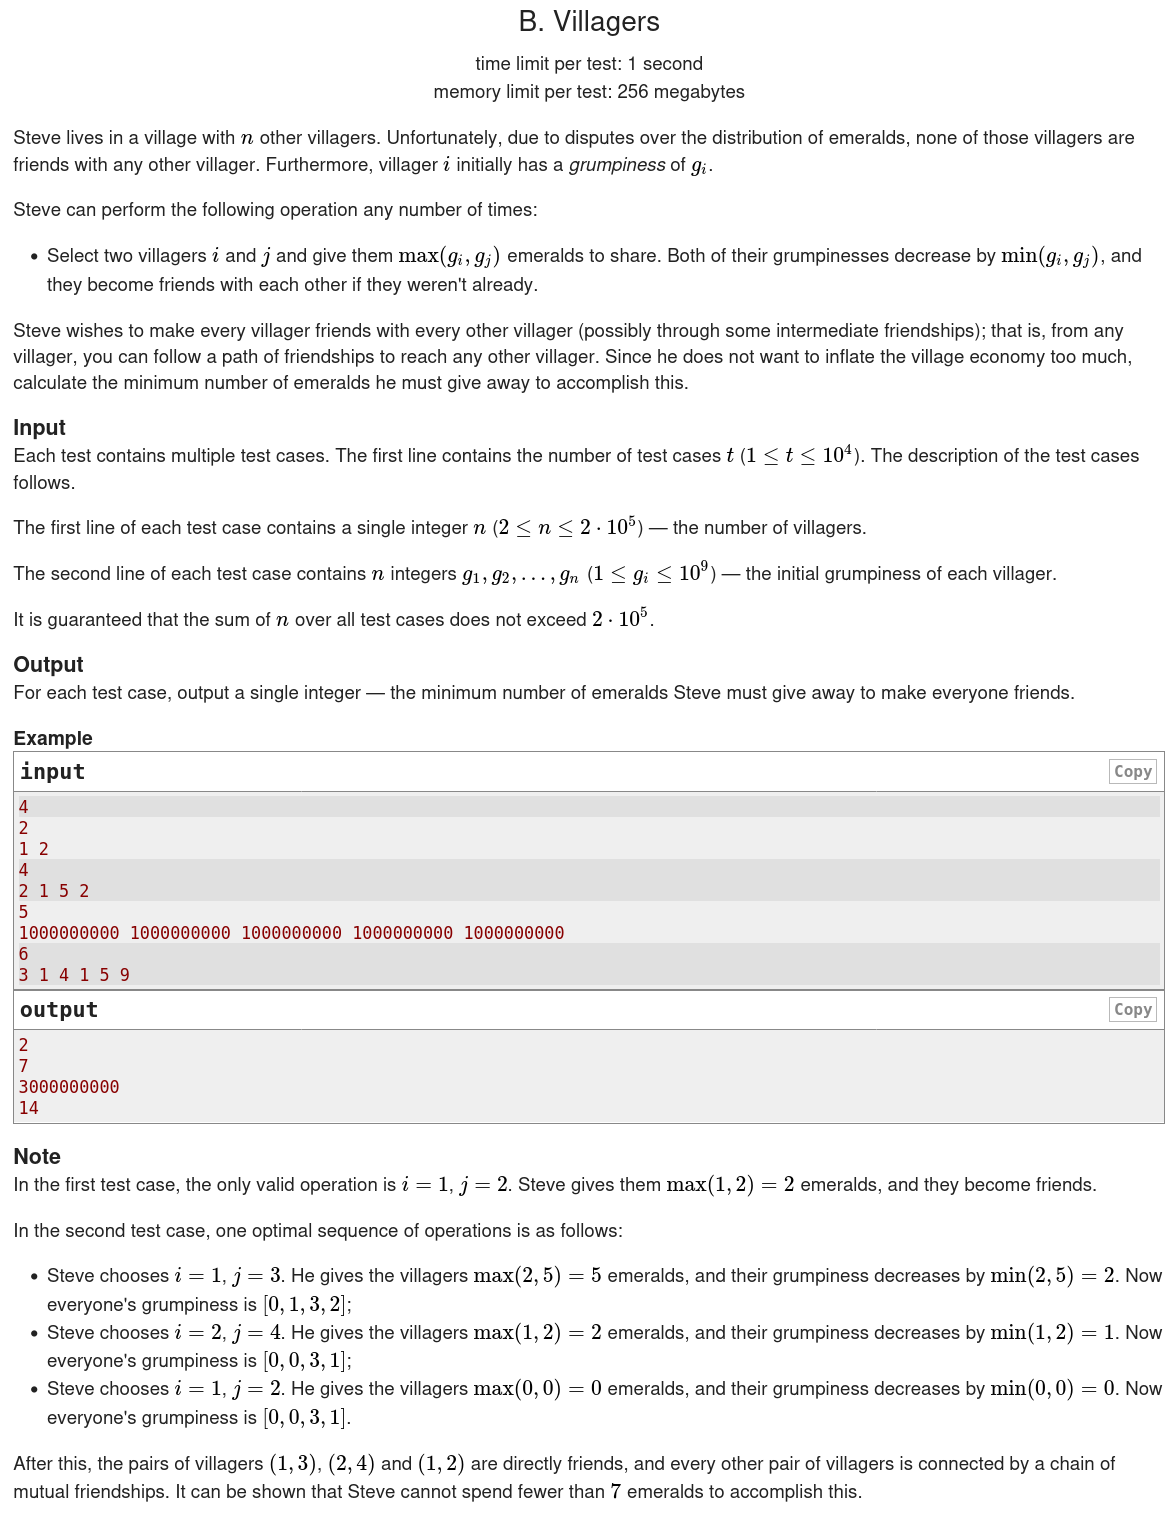 B. Villagers
time limit per test: 1 second
memory limit per test: 256 megabytes
Steve lives in a village with n other villagers. Unfortunately, due to disputes over the distribution of emeralds, none of those villagers are
friends with any other villager. Furthermore, villager i initially has a grumpiness of g_i.
Steve can perform the following operation any number of times:
• Select two villagers i and j and give them max(g_i, g_j) emeralds to share. Both of their grumpinesses decrease by min(g_i, g_j), and
they become friends with each other if they weren't already.
Steve wishes to make every villager friends with every other villager (possibly through some intermediate friendships); that is, from any
villager, you can follow a path of friendships to reach any other villager. Since he does not want to inflate the village economy too much,
calculate the minimum number of emeralds he must give away to accomplish this.
Input
Each test contains multiple test cases. The first line contains the number of test cases t (1 ≤ t ≤ 10^4). The description of the test cases
follows.
The first line of each test case contains a single integer n (2 ≤ n ≤ 2 · 10^5) — the number of villagers.
The second line of each test case contains n integers g_1, g_2, . . . , g_n (1 ≤ g_i ≤ 10^9) — the initial grumpiness of each villager.
It is guaranteed that the sum of n over all test cases does not exceed 2 · 10^5.
Output
For each test case, output a single integer — the minimum number of emeralds Steve must give away to make everyone friends.
Example
input
Copy
4
2
1 2
4
2 1 5 2
5
1000000000 1000000000 1000000000 1000000000 1000000000
6
3 1 4 1 5 9
output
Copy
2
7
3000000000
14
Note
In the first test case, the only valid operation is i = 1, j = 2. Steve gives them max(1, 2) = 2 emeralds, and they become friends.
In the second test case, one optimal sequence of operations is as follows:
• Steve chooses i = 1, j = 3. He gives the villagers max(2, 5) = 5 emeralds, and their grumpiness decreases by min(2, 5) = 2. Now
everyone's grumpiness is [0, 1, 3, 2];
• Steve chooses i = 2, j = 4. He gives the villagers max(1, 2) = 2 emeralds, and their grumpiness decreases by min(1, 2) = 1. Now
everyone's grumpiness is [0, 0, 3, 1];
• Steve chooses i = 1, j = 2. He gives the villagers max(0, 0) = 0 emeralds, and their grumpiness decreases by min(0, 0) = 0. Now
everyone's grumpiness is [0, 0, 3, 1].
After this, the pairs of villagers (1, 3), (2, 4) and (1, 2) are directly friends, and every other pair of villagers is connected by a chain of
mutual friendships. It can be shown that Steve cannot spend fewer than 7 emeralds to accomplish this.